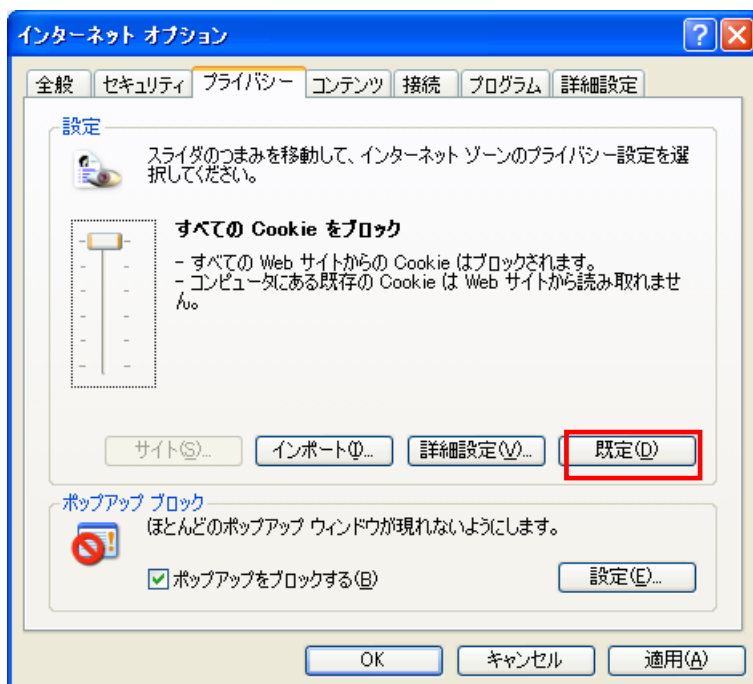 インターネット オプション
全般 セキュリティ プライバシー コンテンツ 接続 プログラム 詳細設定
設定
スライダのつまみを移動して、インターネット ゾーンのプライバシー設定を選
択してください。
すべての Cookie をブロック
- すべての Web サイトからの Cookie はブロックされます。
- コンピュータにある既存の Cookie は Web サイトから読み取れませ
ん。
サイト(S)... インポート(I)... 詳細設定(V)... 既定(D)
ポップアップ ブロック
ほとんどのポップアップ ウィンドウが現れないようにします。
ポップアップをブロックする(B) 設定(E)...
OK キャンセル 適用(A)